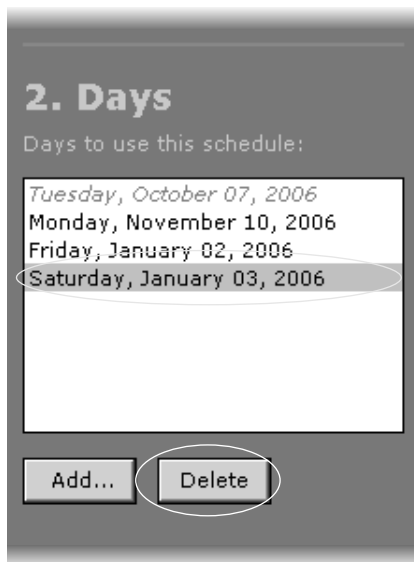 2. Days
Days to use this schedule:
Tuesday, October 07, 2006
Monday, November 10, 2006
Friday, January 02, 2006
Saturday, January 03, 2006
Add... Delete